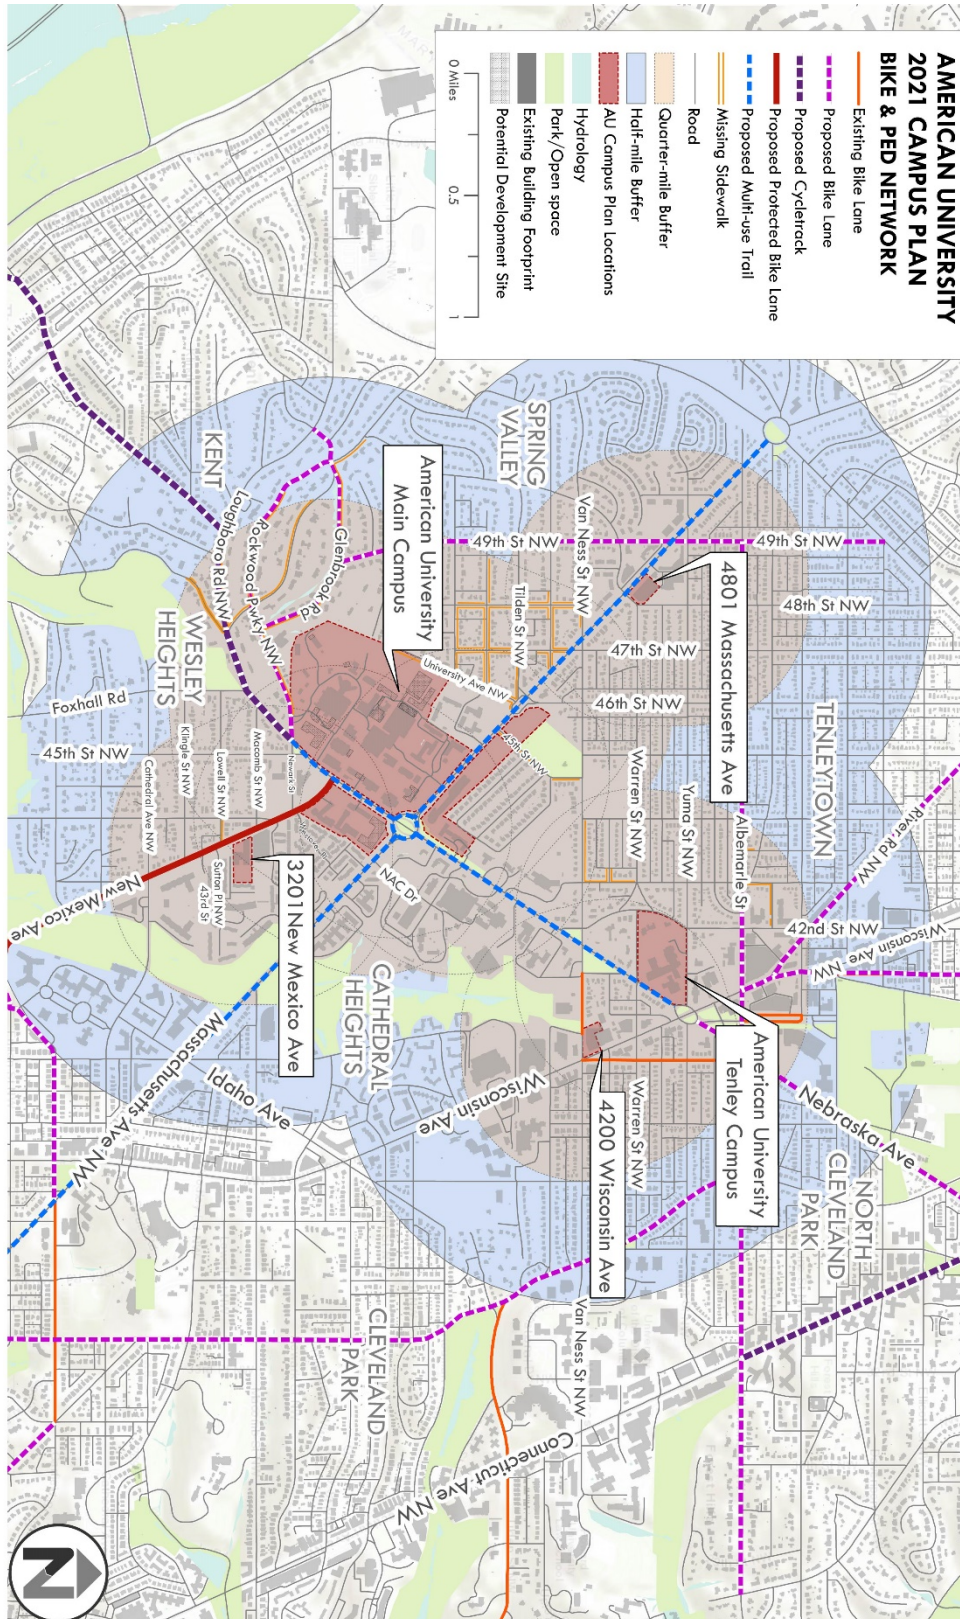 AMERICAN UNIVERSITY
2021 CAMPUS PLAN
BIKE & PED NETWORK
Existing Bike Lane
Proposed Bike Lane
Proposed Cycletrack
Proposed Protected Bike Lane
Proposed Multi-use Trail
Missing Sidewalk
Road
Quarter-mile Buffer
Half-mile Buffer
AU Campus Plan Locations
Hydrology
Park/Open space
Existing Building Footprint
Potential Development Site
0 Miles
0.5
1
TENLEYTOWN
River Rd NW
Wisconsin Ave NW
42nd St NW
Wisconsin Ave NW
Albemarle St
49th St NW
48th St NW
47th St NW
46th St NW
Yuma St NW
Warren St NW
4801 Massachusetts Ave
American University
Tenley Campus
Nebraska Ave
NORTH
CLEVELAND
PARK
4200 Wisconsin Ave
Warren St NW
Van Ness St NW
SPRING
VALLEY
49th St NW
Van Ness St NW
Tilden St NW
University Ave NW
45th St NW
American University
Main Campus
Glenbrook Rd
Rockwood Pwky NW
Loughboro Rd NW
KENT
WESLEY
HEIGHTS
Foxhall Rd
45th St NW
Newark St
Macomb St NW
Lowell St NW
Klingle St NW
Cathedral Ave NW
NAC Dr
Sutton Pl NW
43rd St
New Mexico Ave
3201 New Mexico Ave
CATHEDRAL
HEIGHTS
Wisconsin Ave
Idaho Ave
Massachusetts Ave NW
CLEVELAND
PARK
Connecticut Ave NW
N